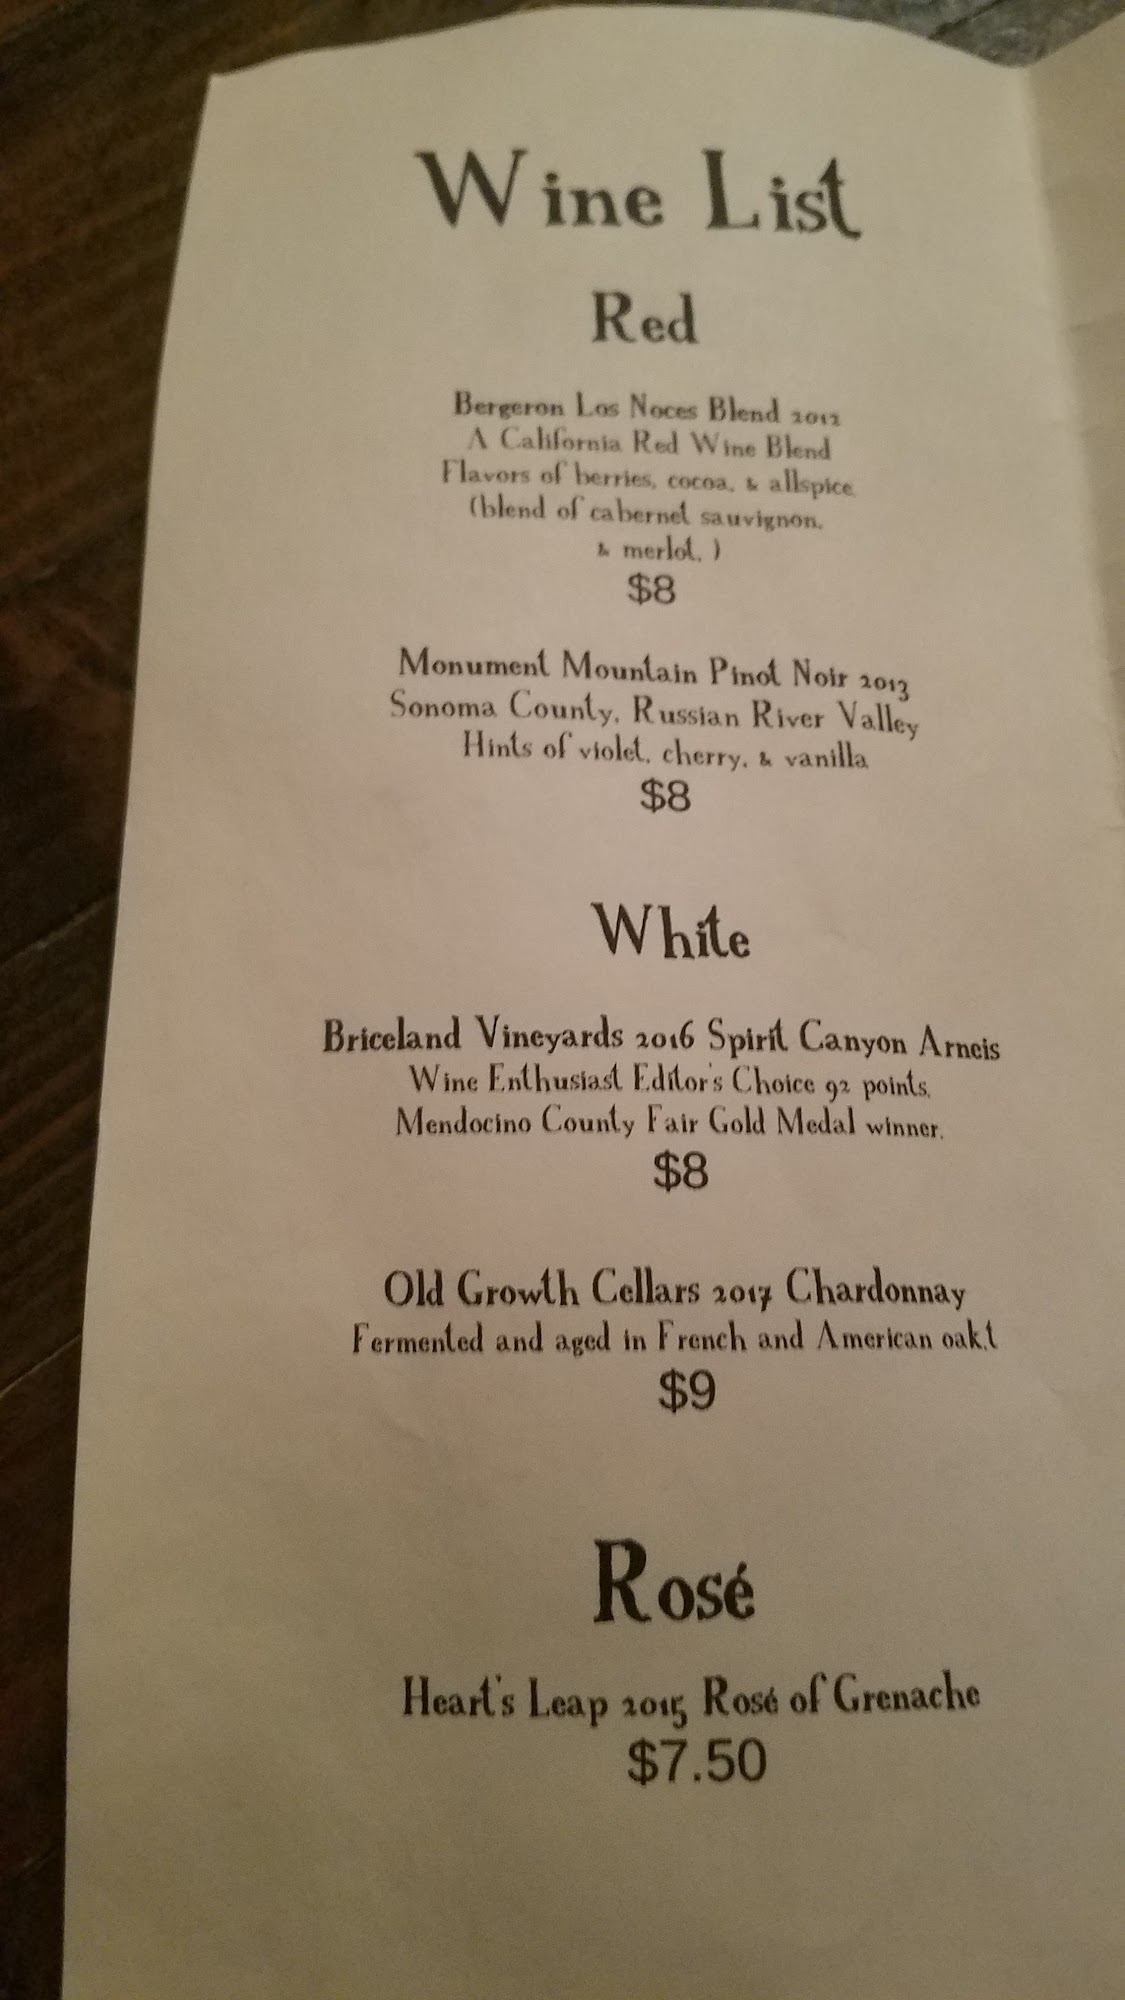 Wine List
Red
Bergeron Los Noces Blend 2012
A California Red Wine Blend
Flavors of berries, cocoa, & allspice
(blend of cabernet sauvignon,
& merlot, )
$8
Monument Mountain Pinot Noir 2013
Sonoma County, Russian River Valley
Hints of violet, cherry, & vanilla
$8
White
Briceland Vineyards 2016 Spirit Canyon Arneis
Wine Enthusiast Editor's Choice 92 points,
Mendocino County Fair Gold Medal winner.
$8
Old Growth Cellars 2017 Chardonnay
Fermented and aged in French and American oak.t
$9
Rosé
Heart's Leap 2015 Rosé of Grenache
$7.50